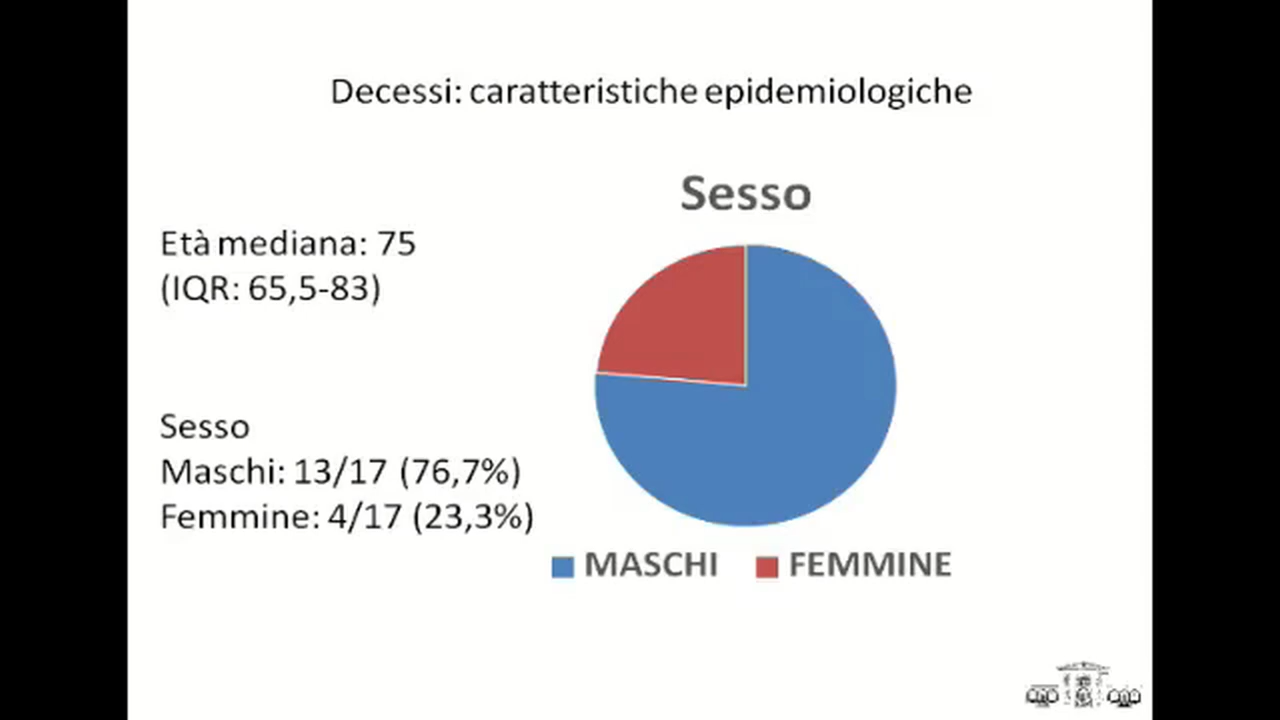 Decessi: caratteristiche epidemiologiche
Sesso
Età mediana: 75
(IQR: 65,5-83)
Sesso
Maschi: 13/17 (76,7%)
Femmine: 4/17 (23,3%)
MASCHI FEMMINE